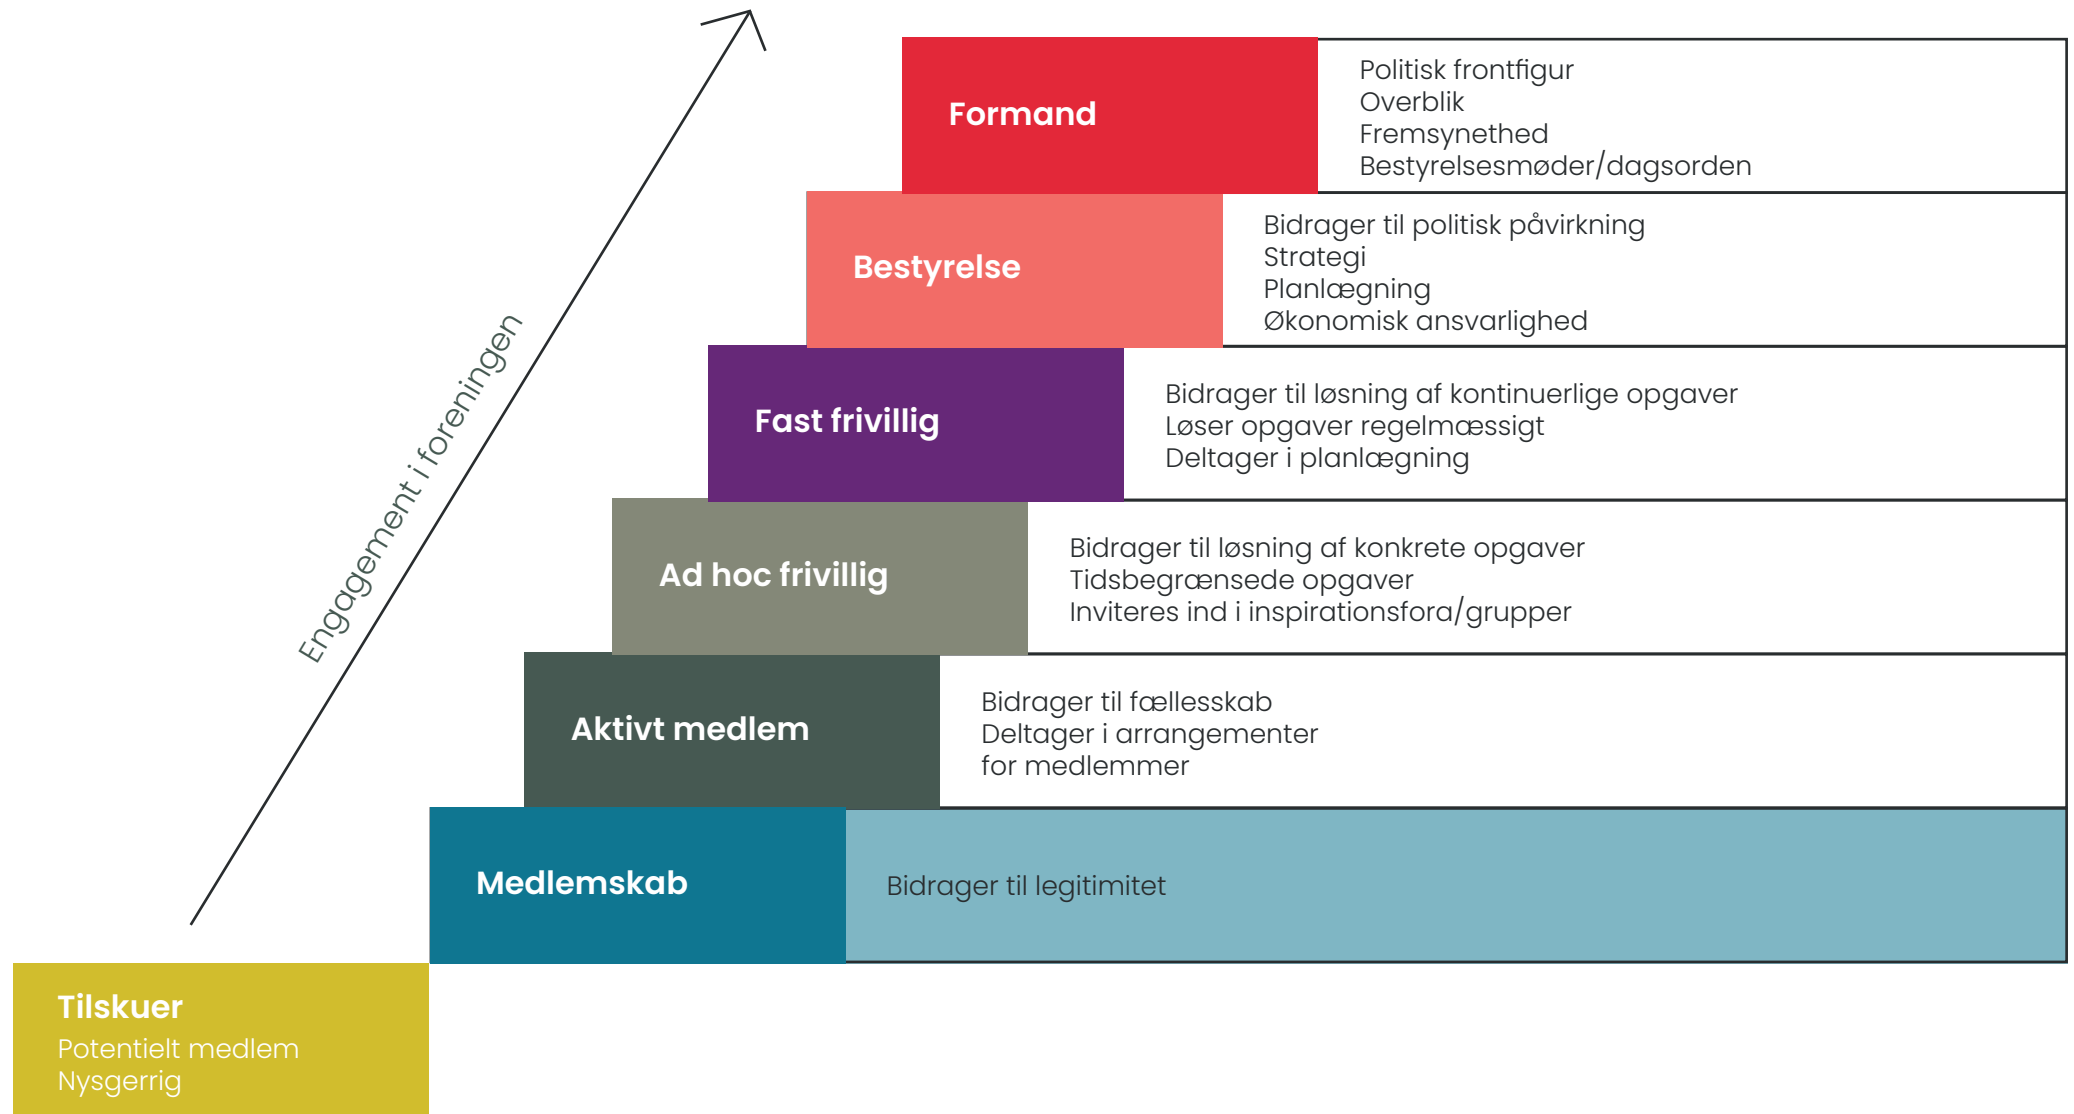 Engagement i foreningen
Formand
Politisk frontfigur
Overblik
Fremsynethed
Bestyrelsesmøder/dagsorden
Bestyrelse
Bidrager til politisk påvirkning
Strategi
Planlægning
Økonomisk ansvarlighed
Fast frivillig
Bidrager til løsning af kontinuerlige opgaver
Løser opgaver regelmæssigt
Deltager i planlægning
Ad hoc frivillig
Bidrager til løsning af konkrete opgaver
Tidsbegrænsede opgaver
Inviteres ind i inspirationsfora/grupper
Aktivt medlem
Bidrager til fællesskab
Deltager i arrangementer
for medlemmer
Medlemskab
Bidrager til legitimitet
Tilskuer
Potentielt medlem
Nysgerrig